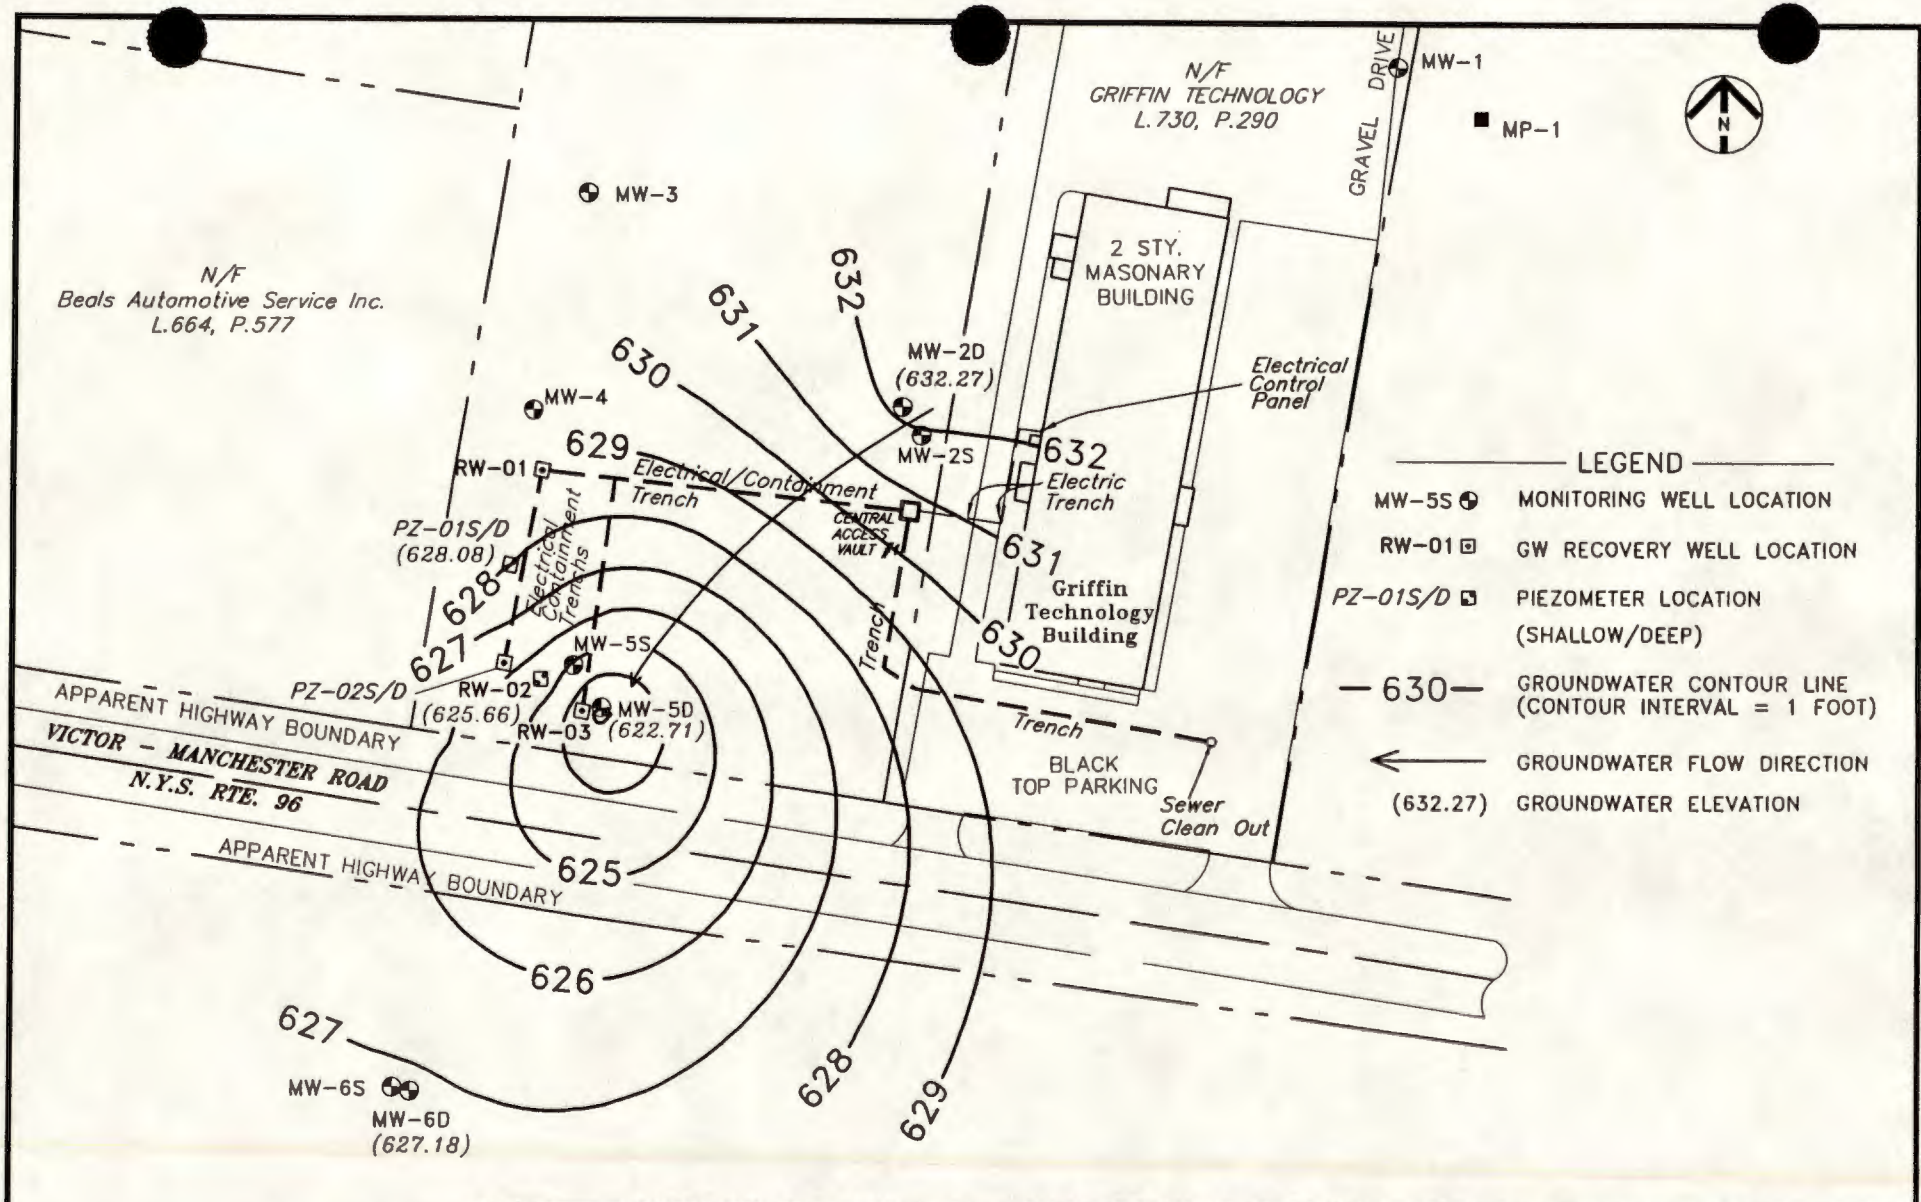 N/F
GRIFFIN TECHNOLOGY
L.730, P.290
GRAVEL DRIVE
MW-1
MP-1
N
MW-3
N/F
Beals Automotive Service Inc.
L.664, P.577
2 STY.
MASONARY
BUILDING
632
631
630
MW-2D
(632.27)
Electrical
Control
Panel
MW-4
629
MW-2S
632
RW-01
Electrical/Containment
Trench
Electric
Trench
CENTRAL
ACCESS
VAULT
PZ-01S/D
(628.08)
Electrical
Containment
Trenchs
631
628
Griffin
Technology
Building
Trench
630
627
MW-5S
PZ-02S/D
RW-02
(625.66)
MW-5D
(622.71)
RW-03
APPARENT HIGHWAY BOUNDARY
VICTOR - MANCHESTER ROAD
N.Y.S. RTE. 96
Trench
BLACK
TOP PARKING
Sewer
Clean Out
APPARENT HIGHWAY BOUNDARY
625
626
627
628
629
MW-6S
MW-6D
(627.18)
LEGEND
MW-5S MONITORING WELL LOCATION
RW-01 GW RECOVERY WELL LOCATION
PZ-01S/D PIEZOMETER LOCATION
(SHALLOW/DEEP)
630 GROUNDWATER CONTOUR LINE
(CONTOUR INTERVAL = 1 FOOT)
GROUNDWATER FLOW DIRECTION
(632.27) GROUNDWATER ELEVATION